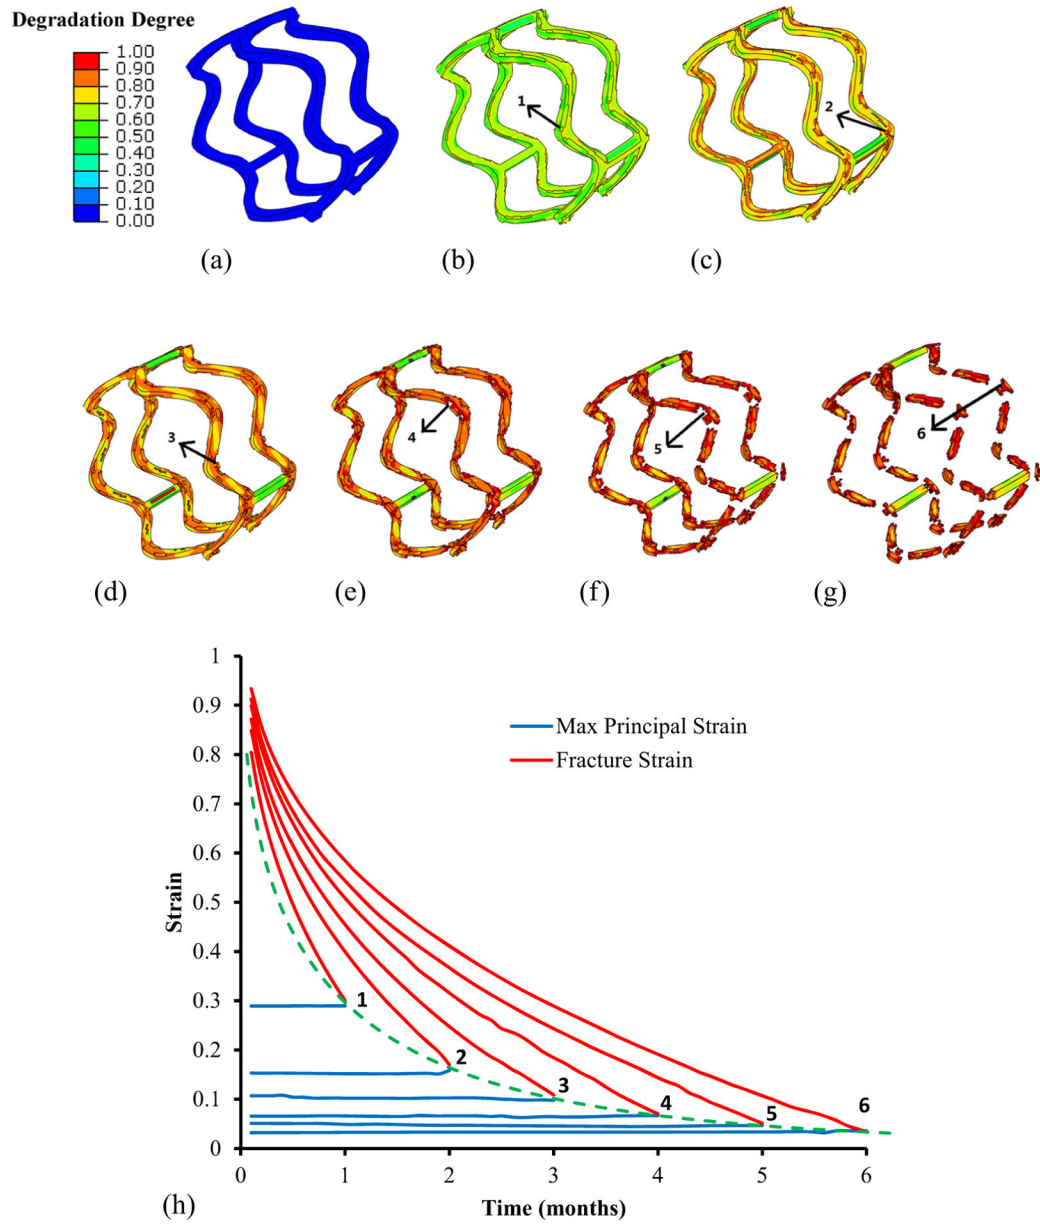 Degradation Degree
1.00
0.90
0.80
0.70
0.60
0.50
0.40
0.30
0.20
0.10
0.00
1
2
(a)
(b)
(c)
3
4
5
6
(d)
(e)
(f)
(g)
1
0.9
0.8
0.7
0.6
0.5
0.4
0.3
0.2
0.1
0
Strain
Max Principal Strain
Fracture Strain
1
2
3
4
5
6
0 1 2 3 4 5 6
Time (months)
(h)